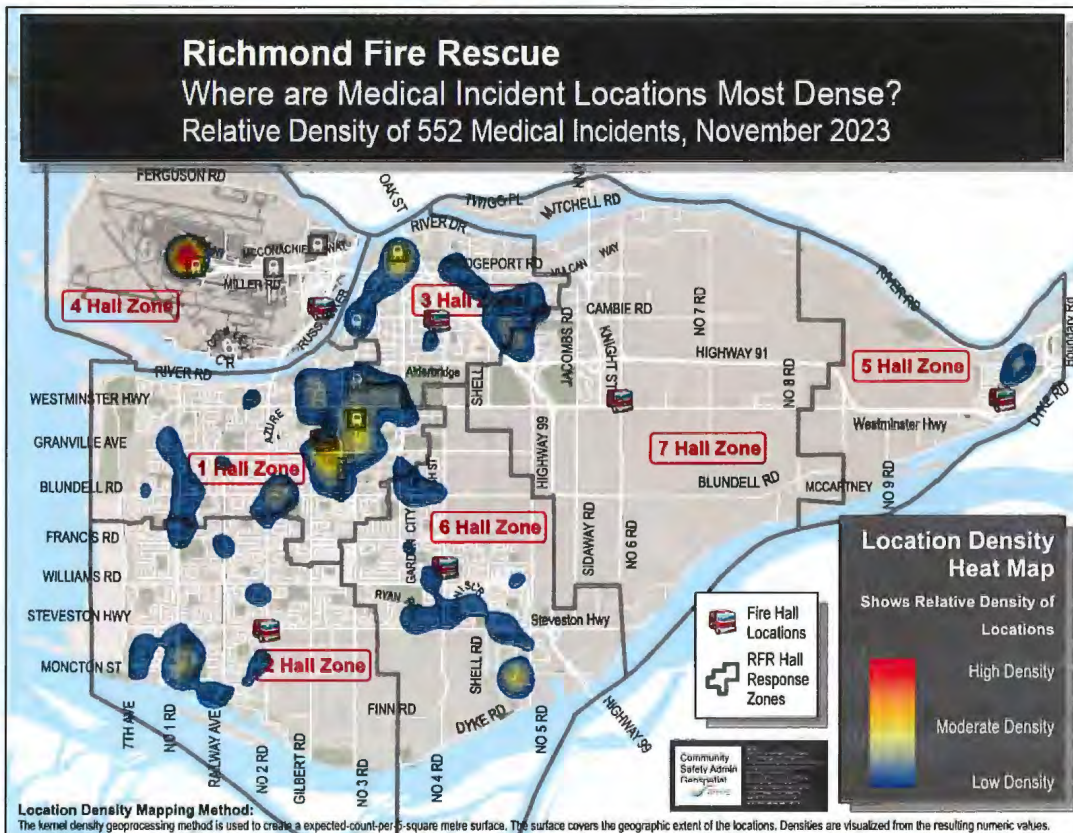 Richmond Fire Rescue
Where are Medical Incident Locations Most Dense?
Relative Density of 552 Medical Incidents, November 2023
FERGUSON RD
OAK ST
TWIGG PL
MITCHELL RD
RIVER DR
MCCONACHIE WAY
VULCAN WAY
MILLER RD
4 Hall Zone
3 Hall Zone
CAMBIE RD
NO 7 RD
RIVER RD
Boundary Rd
JACOMBS RD
KNIGHT ST
HIGHWAY 91
NO 8 RD
5 Hall Zone
RIVER RD
Alderbridge
SHELL
WESTMINSTER HWY
AZURE
Westminster Hwy
DYKE RD
GRANVILLE AVE
1 Hall Zone
HIGHWAY 99
7 Hall Zone
BLUNDELL RD
BLUNDELL RD
MCCARTNEY
NO 9 RD
6 Hall Zone
FRANCIS RD
GARDEN CITY
SIDAWAY RD
NO 6 RD
WILLIAMS RD
RYAN
STEVESTON HWY
Steveston Hwy
MONCTON ST
2 Hall Zone
SHELL RD
FINN RD
DYKE RD
7TH AVE
NO 1 RD
RAILWAY AVE
NO 2 RD
GILBERT RD
NO 3 RD
NO 4 RD
NO 5 RD
HIGHWAY 99
Fire Hall
Locations
RFR Hall
Response
Zones
Location Density
Heat Map
Shows Relative Density of
Locations
High Density
Moderate Density
Low Density
Community
Safety Admin
Geospatial
Location Density Mapping Method:
The kernel density geoprocessing method is used to create a expected-count-per-5-square metre surface. The surface covers the geographic extent of the locations. Densities are visualized from the resulting numeric values.